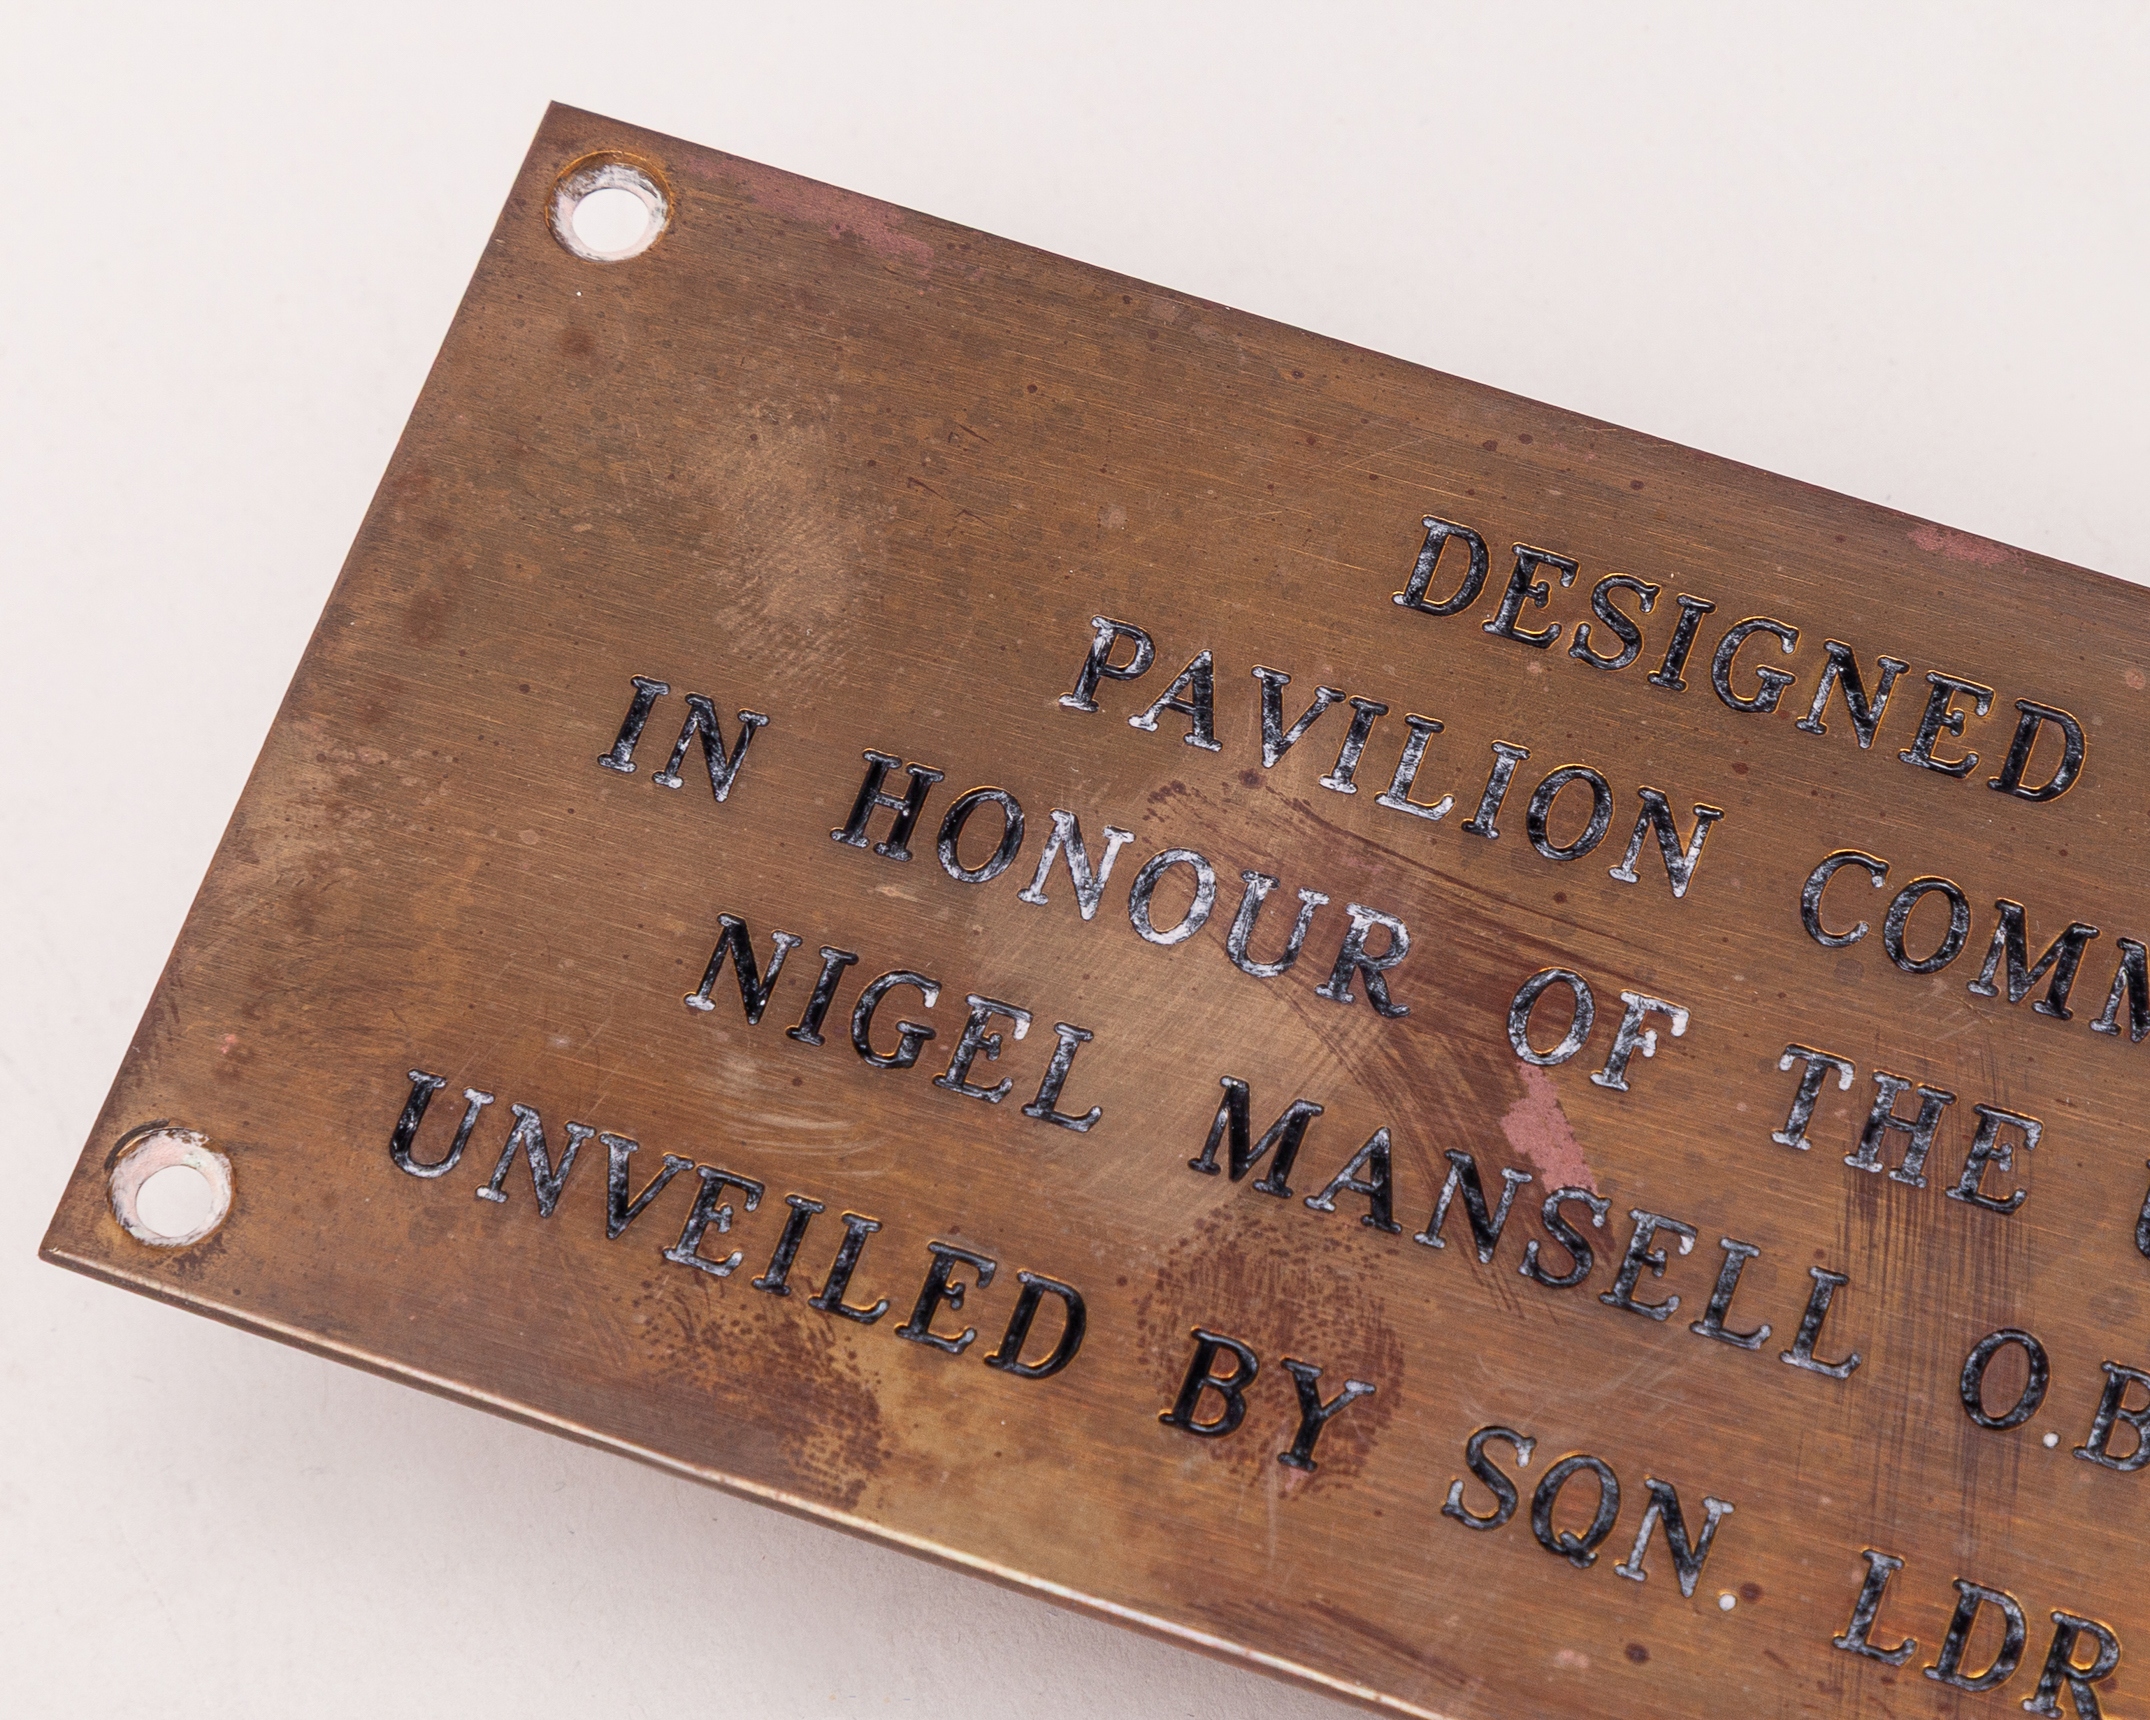 DESIGNED
PAVILION COMM
IN HONOUR OF THE
NIGEL MANSELL O.B
UNVEILED BY SQN. LDR